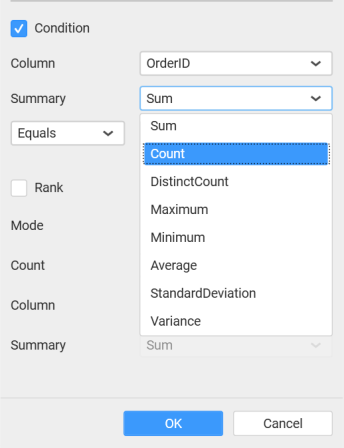 Condition
Column OrderID
Summary Sum
Equals Sum
Count
DistinctCount
Rank
Maximum
Mode Minimum
Count Average
StandardDeviation
Column
Variance
Summary Sum
OK Cancel